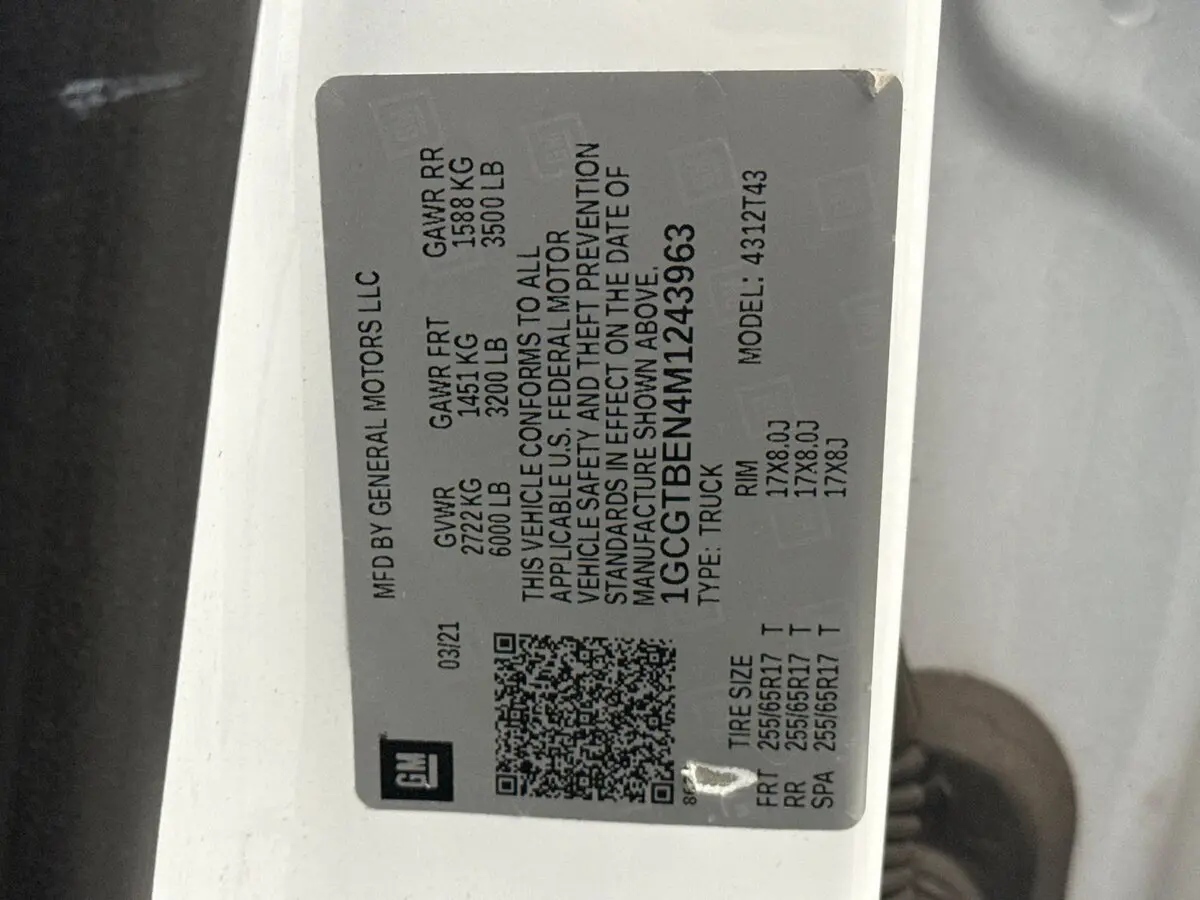 GM
MFD BY GENERAL MOTORS LLC
03/21
GVWR GAWR FRT GAWR RR
2722 KG 1451 KG 1588 KG
6000 LB 3200 LB 3500 LB
THIS VEHICLE CONFORMS TO ALL
APPLICABLE U.S. FEDERAL MOTOR
VEHICLE SAFETY AND THEFT PREVENTION
STANDARDS IN EFFECT ON THE DATE OF
MANUFACTURE SHOWN ABOVE.
1GCGTBEN4M1243963
TYPE: TRUCK MODEL: 4312T43
TIRE SIZE RIM
FRT 255/65R17 T 17X8.0J
RR 255/65R17 T 17X8.0J
SPA 255/65R17 T 17X8J